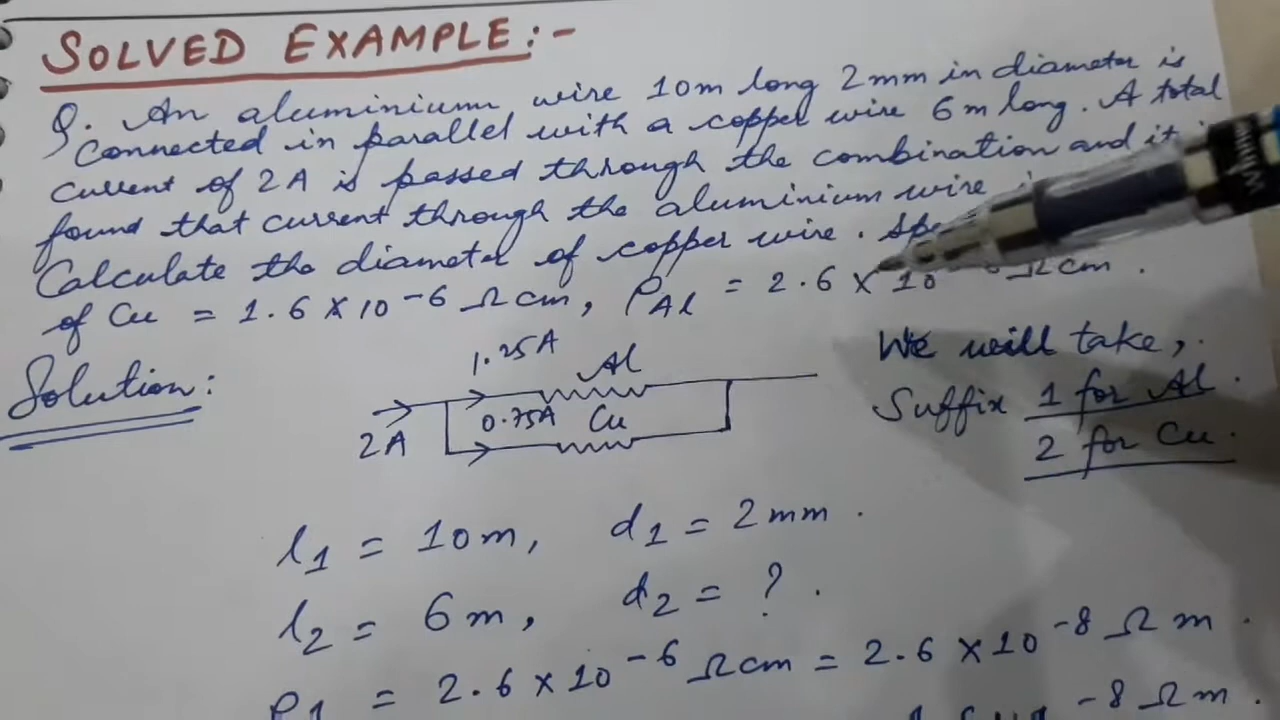 SOLVED EXAMPLE:-
Q. An aluminium wire 10m long 2mm in diameter is
connected in parallel with a copper wire 6m long. A total
current of 2A is passed through the combination and it
found that current through the aluminium wire
Calculate the diameter of copper wire.
of Cu = 1.6 x 10 -6 Ω cm, ρAl = 2.6 x 10 Ω cm.
Solution:
1.25A Al
0.75A Cu
2A
We will take,
Suffix 1 for Al.
2 for Cu.
l1 = 10m, d1 = 2mm.
l2 = 6m, d2 = ?.
ρ1 = 2.6 x 10 -6 Ω cm = 2.6 x 10 -8 Ω m.
-8 Ω m.